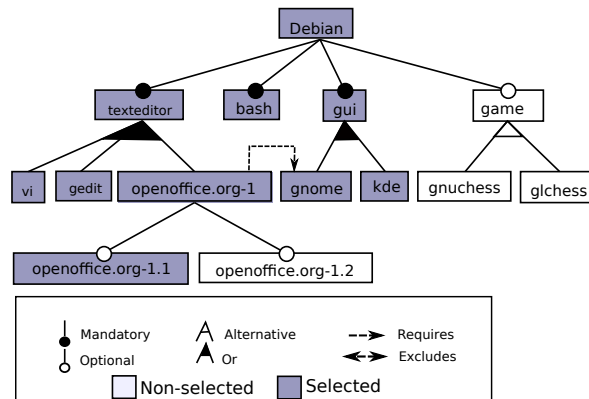 Debian
texteditor
bash
gui
game
vi
gedit
openoffice.org-1
gnome
kde
gnuchess
glchess
openoffice.org-1.1
openoffice.org-1.2
Mandatory
Alternative
Requires
Optional
Or
Excludes
Non-selected
Selected